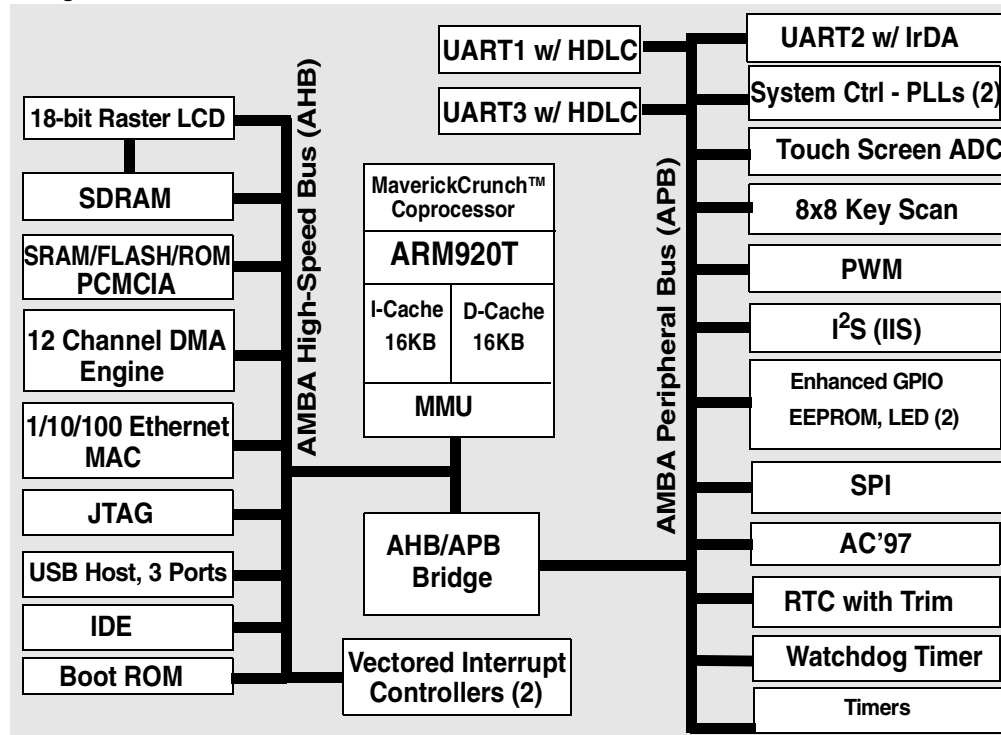 18-bit Raster LCD
SDRAM
SRAM/FLASH/ROM
PCMCIA
12 Channel DMA
Engine
1/10/100 Ethernet
MAC
JTAG
USB Host, 3 Ports
IDE
Boot ROM
AMBA High-Speed Bus (AHB)
MaverickCrunch™
Coprocessor
ARM920T
I-Cache
16KB
D-Cache
16KB
MMU
AHB/APB
Bridge
Vectored Interrupt
Controllers (2)
UART1 w/ HDLC
UART3 w/ HDLC
AMBA Peripheral Bus (APB)
UART2 w/ IrDA
System Ctrl - PLLs (2)
Touch Screen ADC
8x8 Key Scan
PWM
I²S (IIS)
Enhanced GPIO
EEPROM, LED (2)
SPI
AC’97
RTC with Trim
Watchdog Timer
Timers